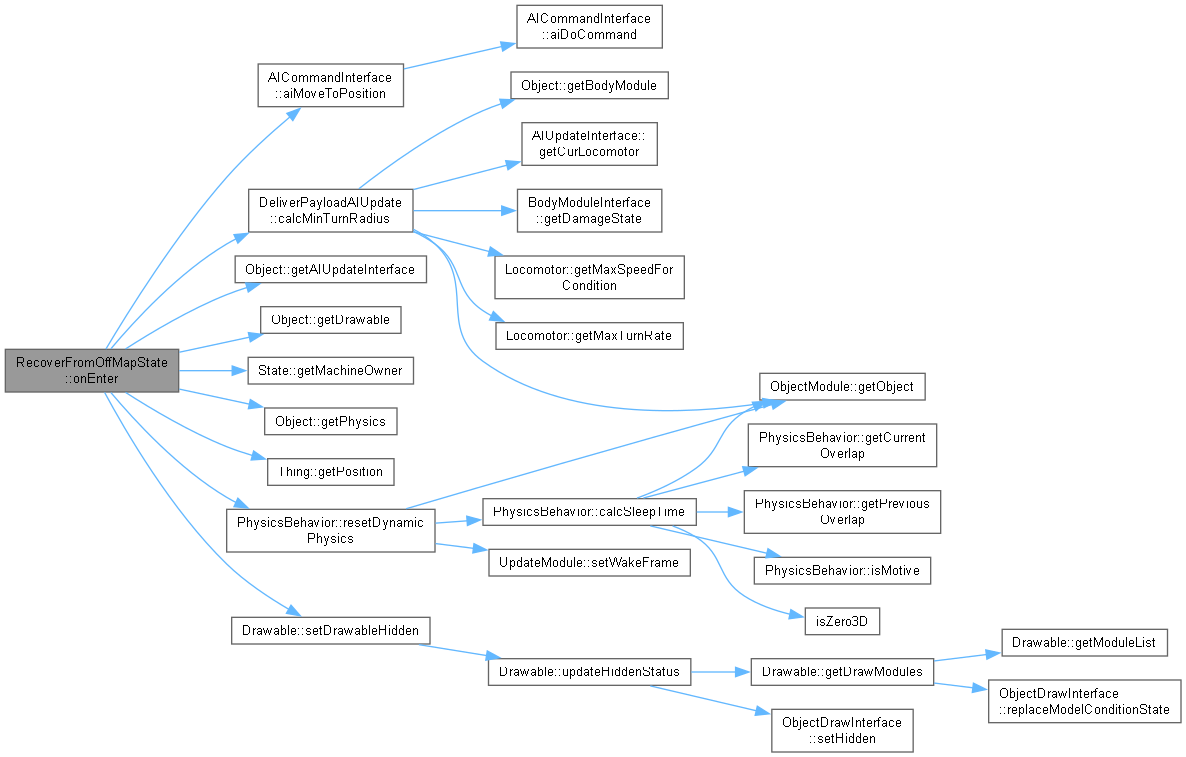 AICommandInterface
::aiDoCommand
AICommandInterface
::aiMoveToPosition
Object::getBodyModule
AIUpdateInterface::
getCurLocomotor
DeliverPayloadAIUpdate
::calcMinTurnRadius
BodyModuleInterface
::getDamageState
Object::getAIUpdateInterface
Locomotor::getMaxSpeedFor
Condition
Object::getDrawable
Locomotor::getMaxTurnRate
RecoverFromOffMapState
::onEnter
State::getMachineOwner
ObjectModule::getObject
Object::getPhysics
PhysicsBehavior::getCurrent
Overlap
Thing::getPosition
PhysicsBehavior::resetDynamic
Physics
PhysicsBehavior::calcSleepTime
PhysicsBehavior::getPrevious
Overlap
UpdateModule::setWakeFrame
PhysicsBehavior::isMotive
isZero3D
Drawable::setDrawableHidden
Drawable::updateHiddenStatus
Drawable::getDrawModules
Drawable::getModuleList
ObjectDrawInterface
::replaceModelConditionState
ObjectDrawInterface
::setHidden